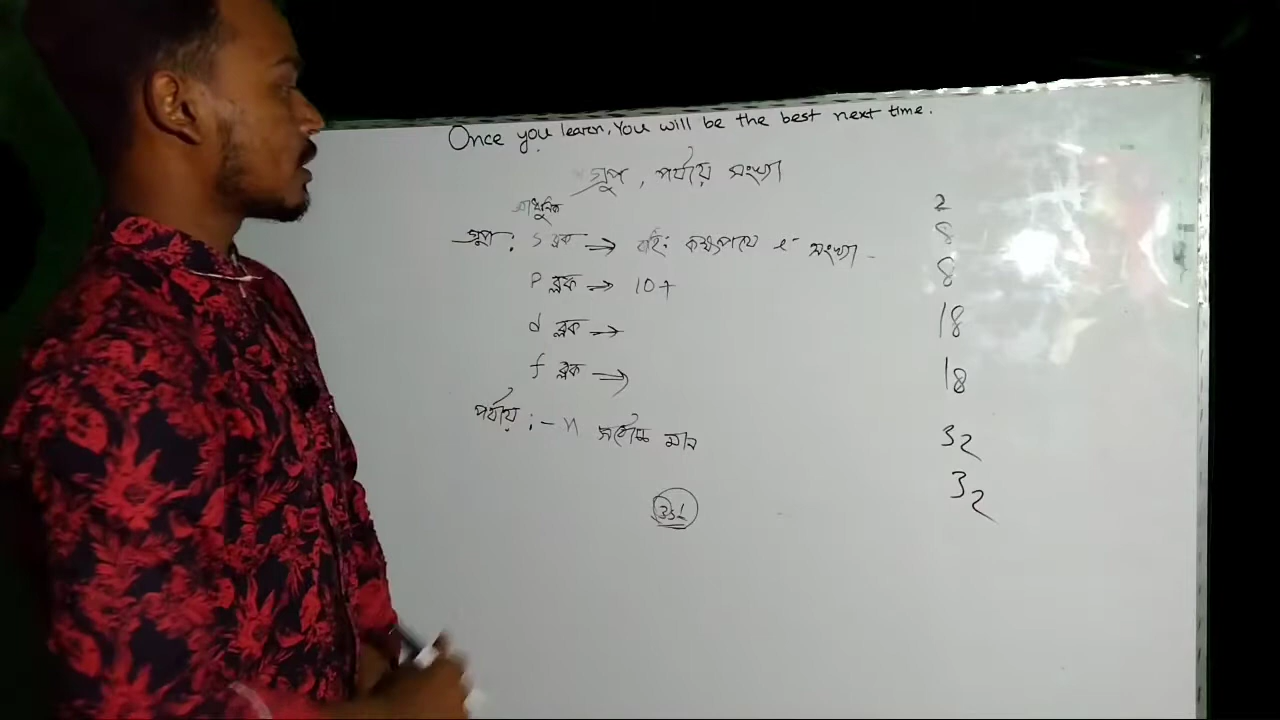 Once you learn, You will be the best next time.
গ্রুপ , পর্যায় সংখ্যা
আধুনিক
গ্রুপ : s ব্লক → বহিঃ কক্ষপথে e⁻ সংখ্যা -
P ব্লক → 10 +
d ব্লক →
f ব্লক →
পর্যায় : - n সর্বোচ্চ মান
2
8
8
18
18
32
32